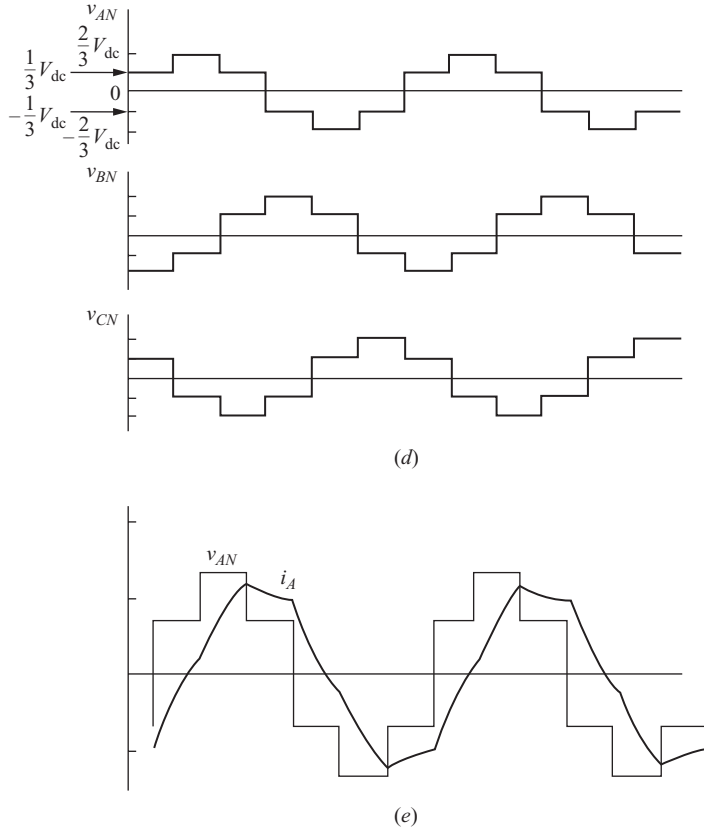 v_AN
2/3 V_dc
1/3 V_dc
0
−1/3 V_dc
−2/3 V_dc
v_BN
v_CN
(d)
v_AN
i_A
(e)